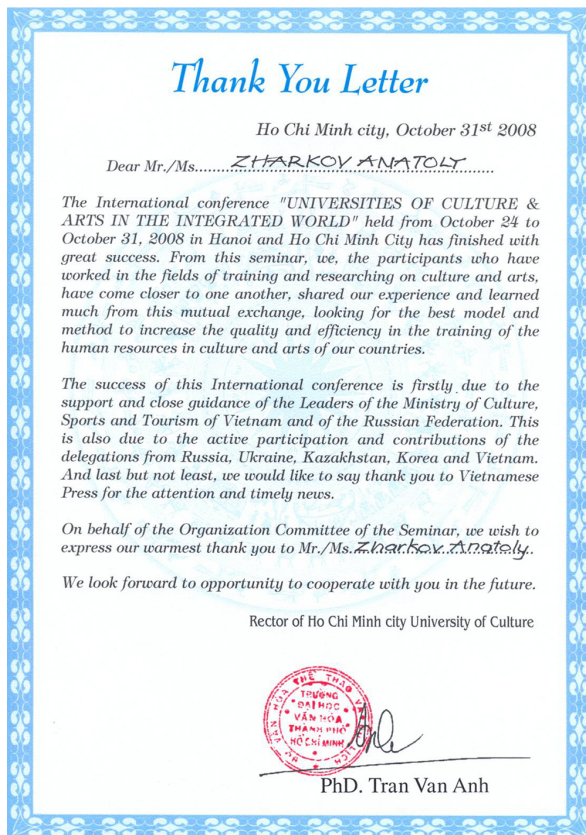 Thank You Letter
Ho Chi Minh city, October 31st 2008
Dear Mr./Ms......ZHARKOV ANATOLY......
The International conference "UNIVERSITIES OF CULTURE &
ARTS IN THE INTEGRATED WORLD" held from October 24 to
October 31, 2008 in Hanoi and Ho Chi Minh City has finished with
great success. From this seminar, we, the participants who have
worked in the fields of training and researching on culture and arts,
have come closer to one another, shared our experience and learned
much from this mutual exchange, looking for the best model and
method to increase the quality and efficiency in the training of the
human resources in culture and arts of our countries.
The success of this International conference is firstly due to the
support and close guidance of the Leaders of the Ministry of Culture,
Sports and Tourism of Vietnam and of the Russian Federation. This
is also due to the active participation and contributions of the
delegations from Russia, Ukraine, Kazakhstan, Korea and Vietnam.
And last but not least, we would like to say thank you to Vietnamese
Press for the attention and timely news.
On behalf of the Organization Committee of the Seminar, we wish to
express our warmest thank you to Mr./Ms. Zharkov Anatoly..
We look forward to opportunity to cooperate with you in the future.
Rector of Ho Chi Minh city University of Culture
TRƯỜNG
ĐẠI HỌC
VĂN HÓA
THÀNH PHỐ
HỒ CHÍ MINH
PhD. Tran Van Anh